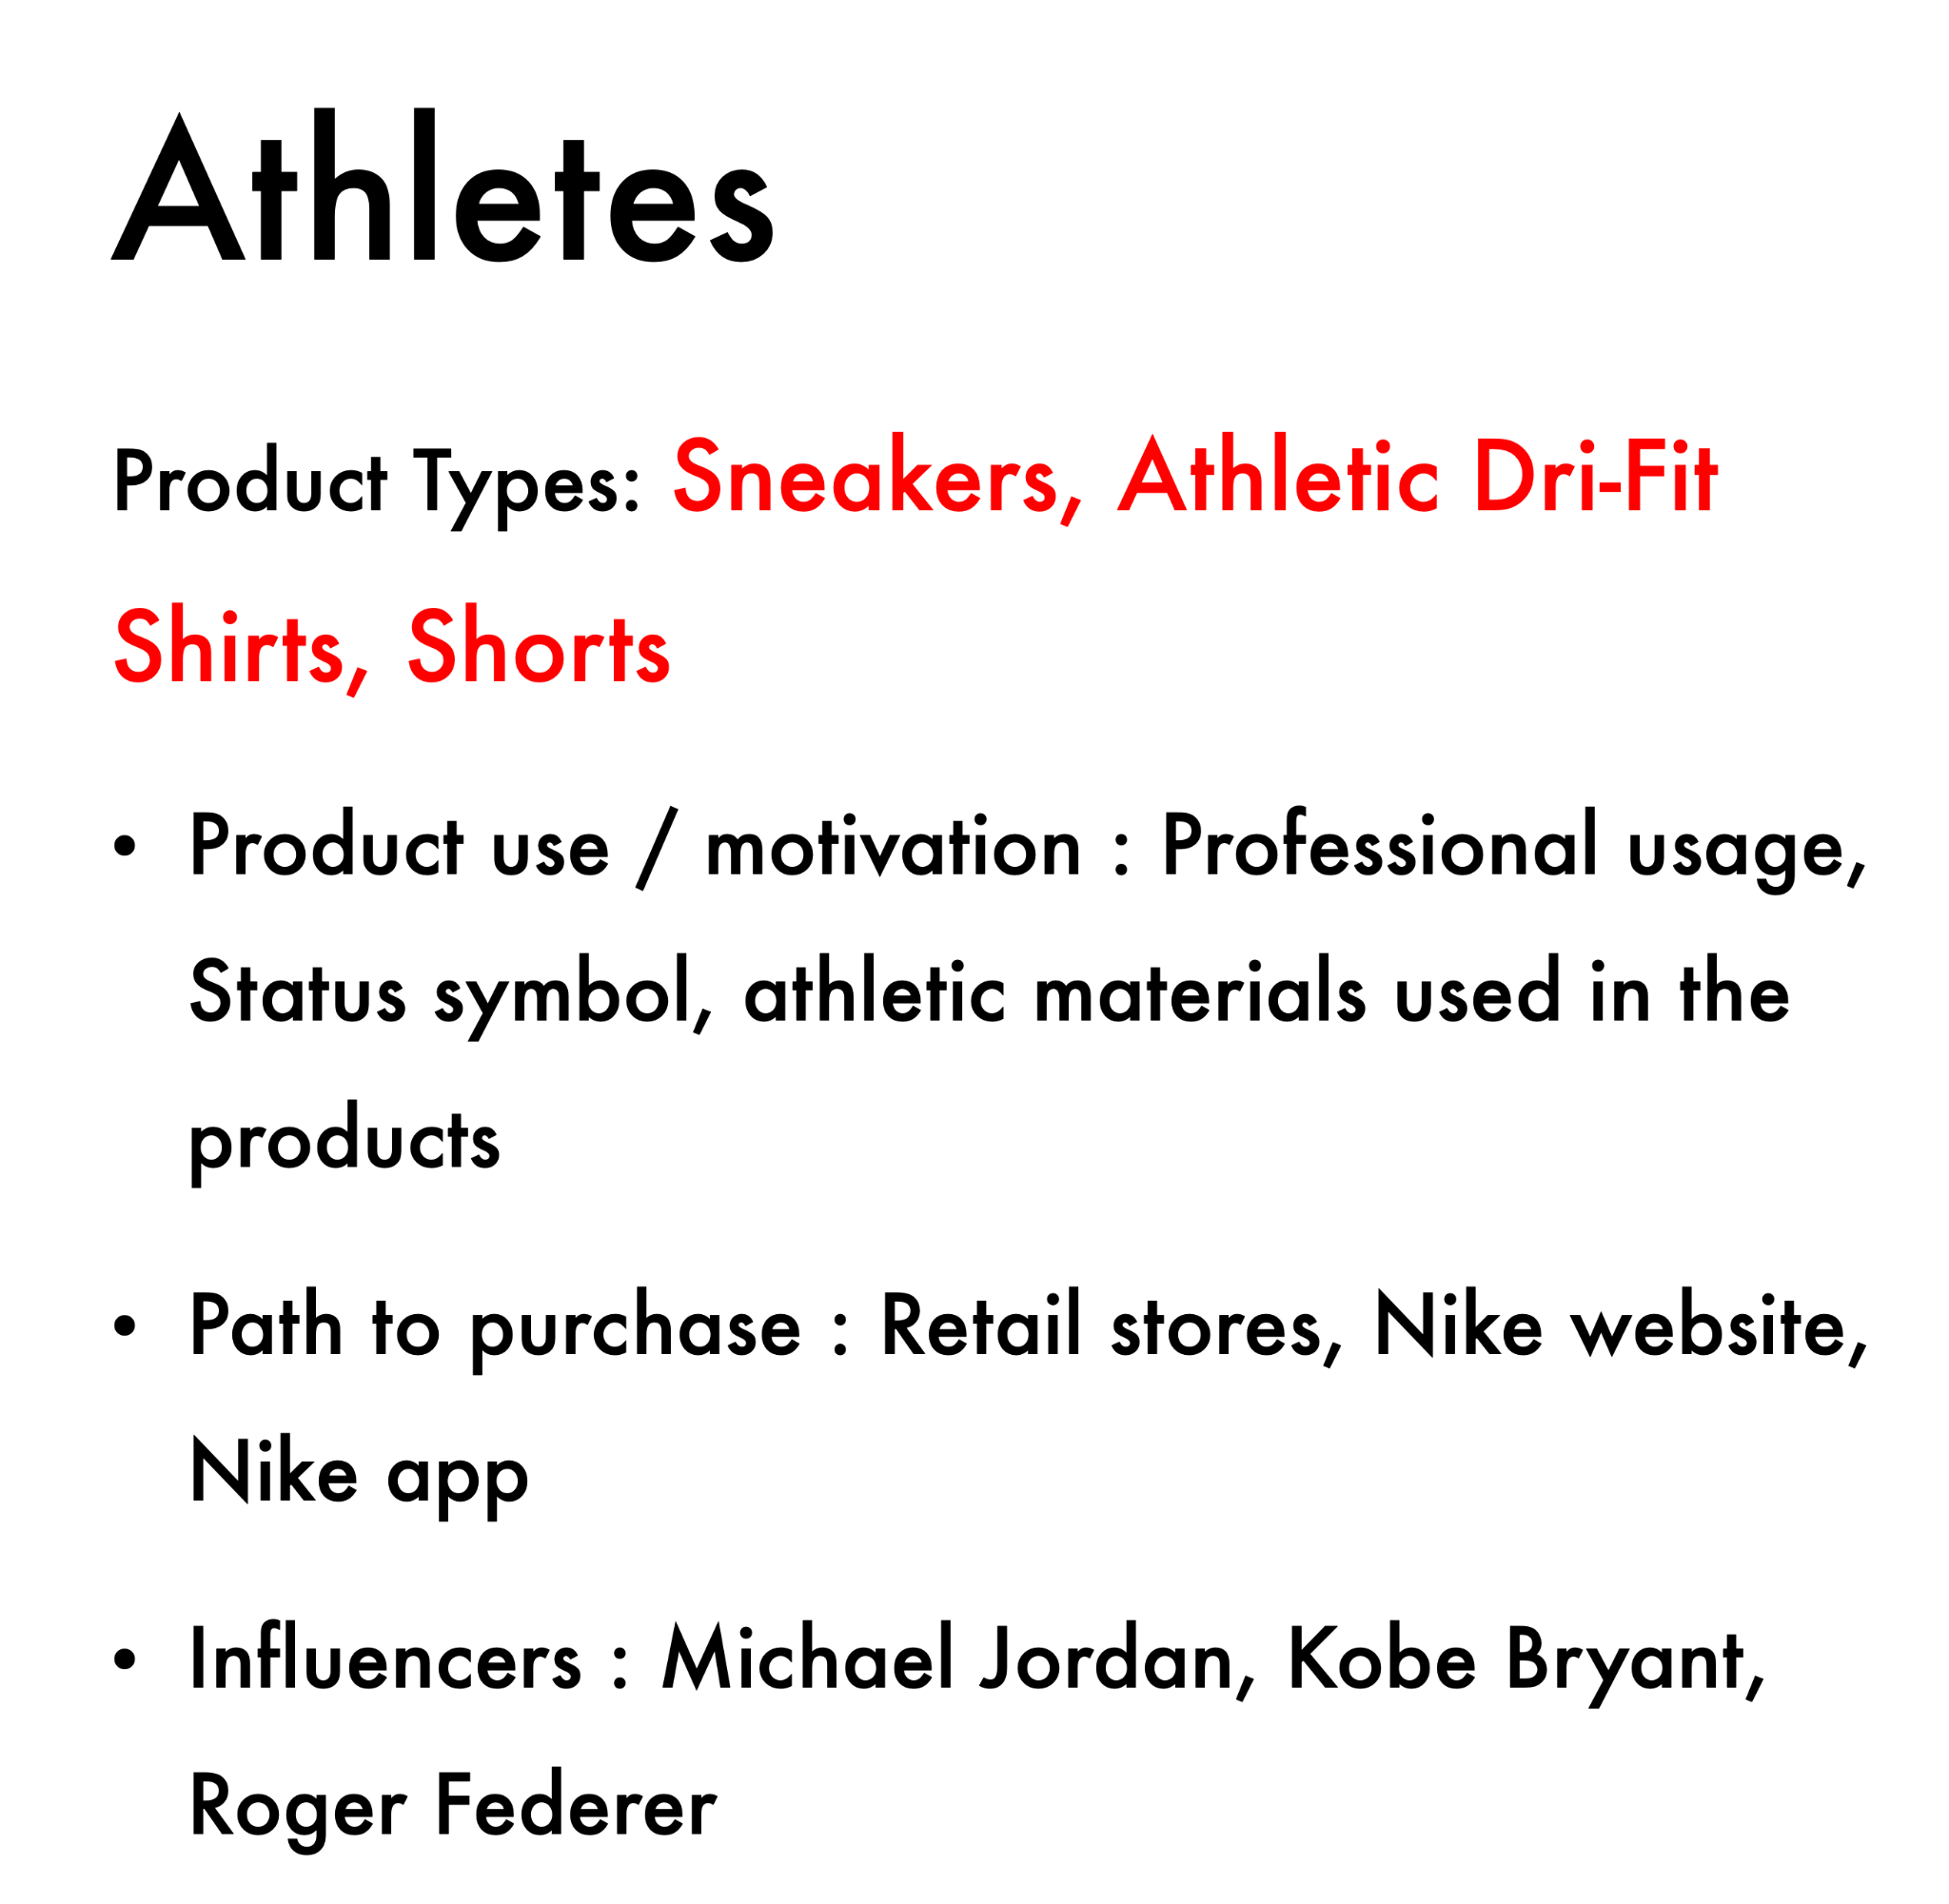 Athletes
Product Types: Sneakers, Athletic Dri-Fit
Shirts, Shorts
• Product use / motivation : Professional usage,
Status symbol, athletic materials used in the
products
• Path to purchase : Retail stores, Nike website,
Nike app
• Influencers : Michael Jordan, Kobe Bryant,
Roger Federer